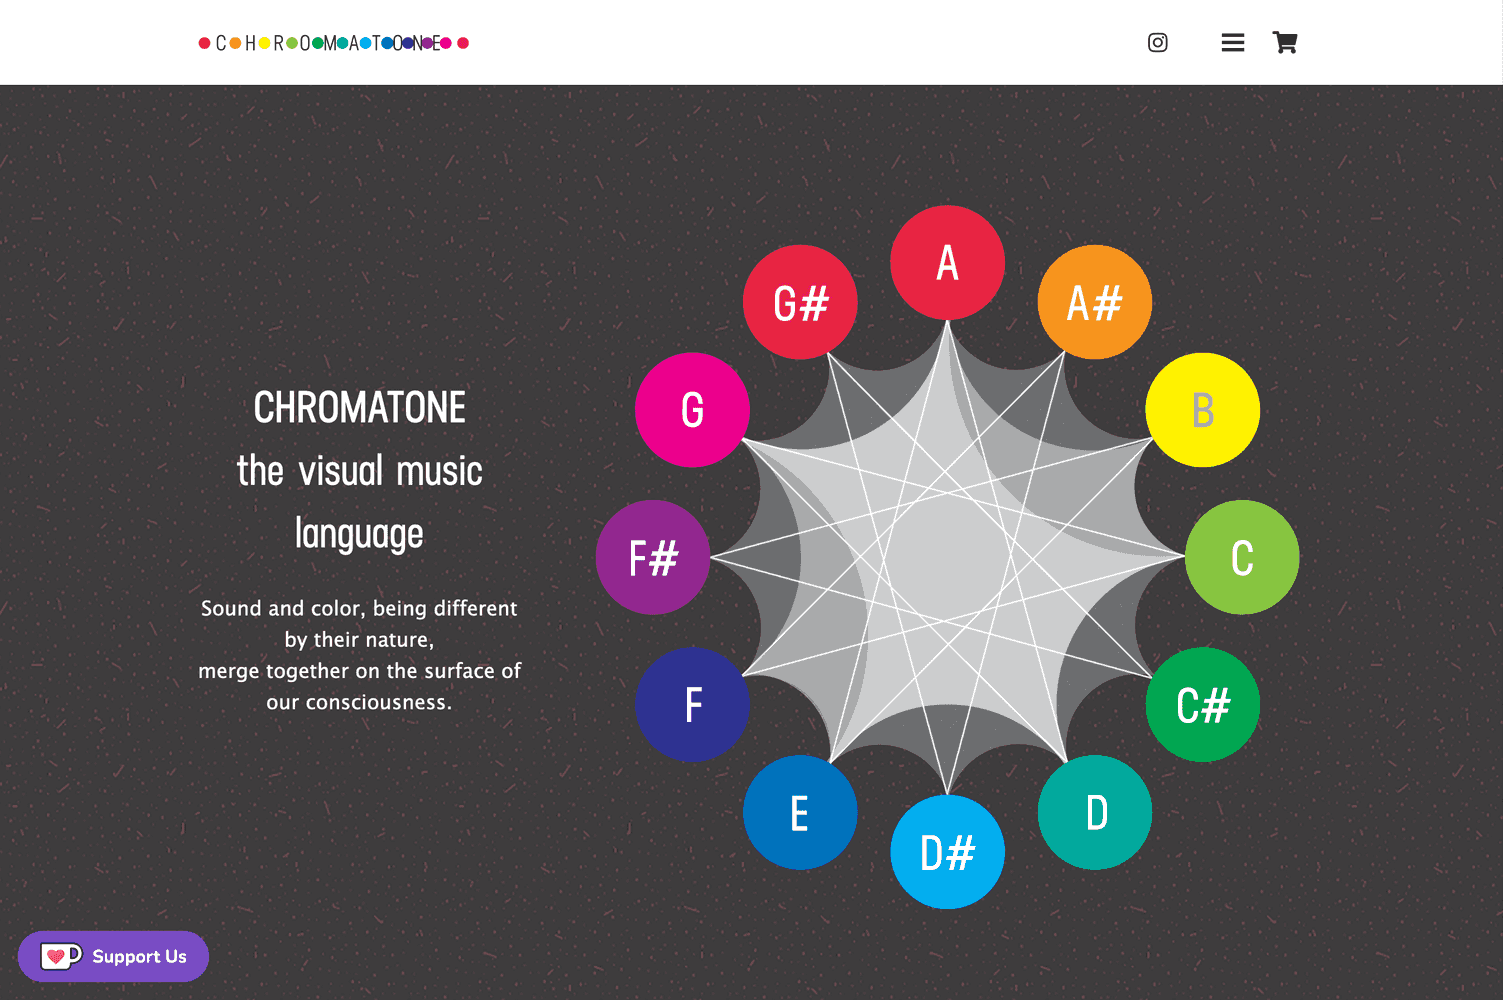 CHROMATONE
CHROMATONE
the visual music
language
Sound and color, being different
by their nature,
merge together on the surface of
our consciousness.
A
A#
B
C
C#
D
D#
E
F
F#
G
G#
Support Us